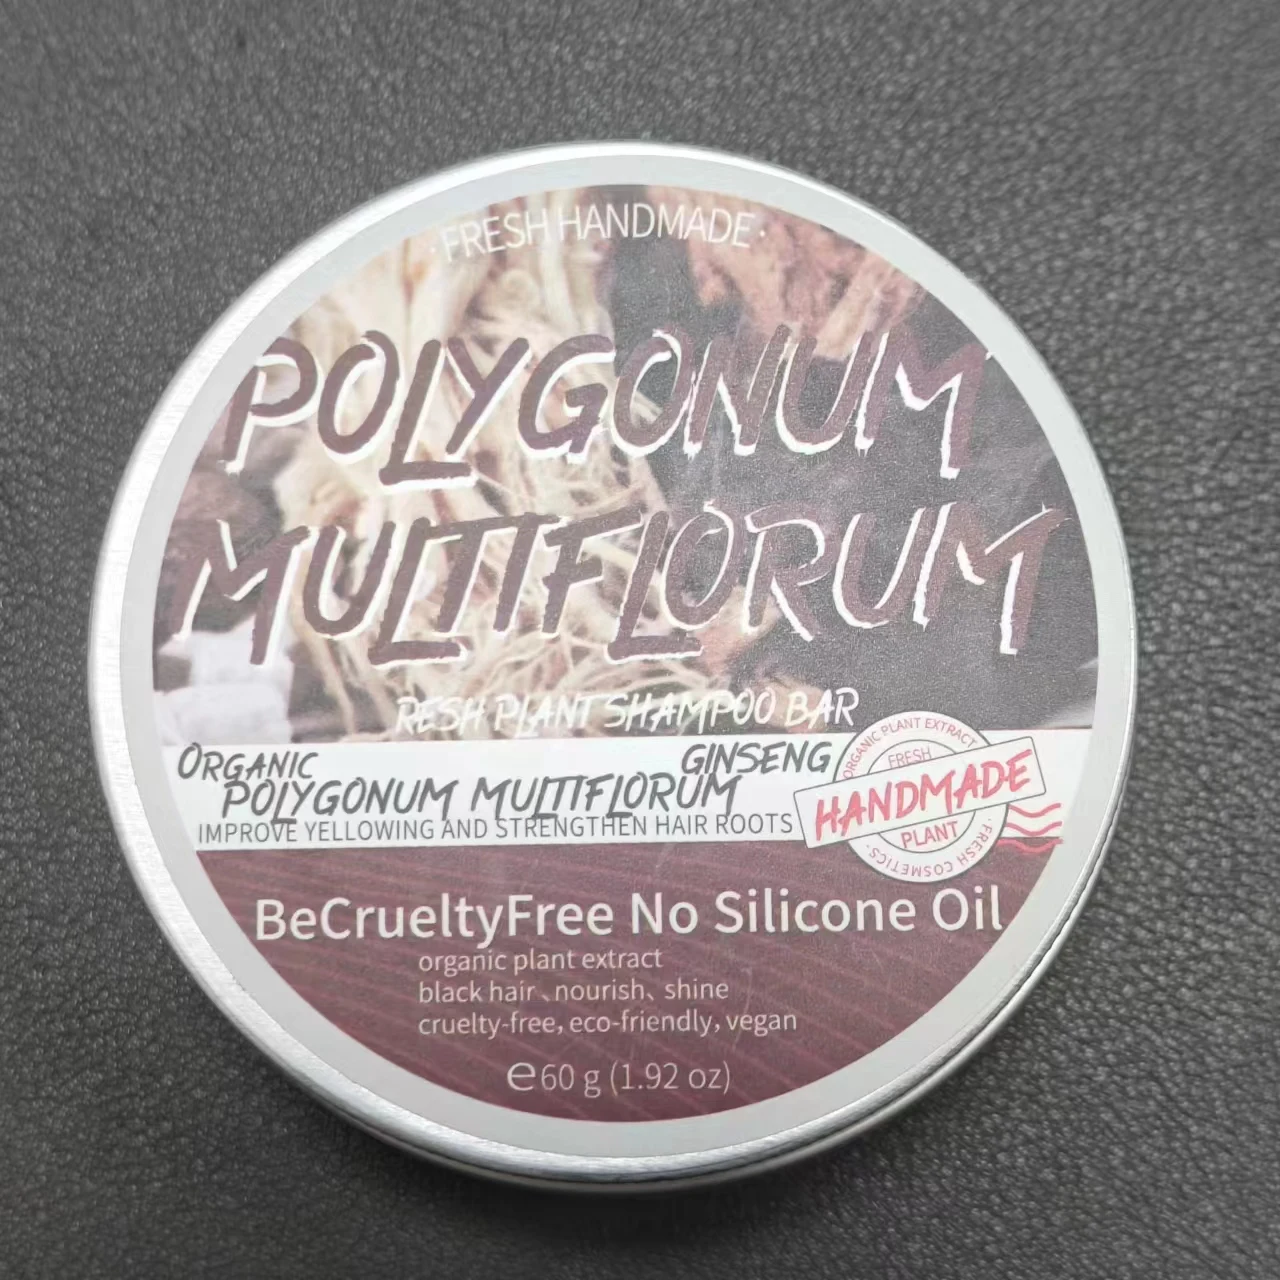 FRESH HANDMADE·
POLYGONUM
MULTIFLORUM
RESH PLANT SHAMPOO BAR
ORGANIC
GINSENG
POLYGONUM MULTIFLORUM
IMPROVE YELLOWING AND STRENGTHEN HAIR ROOTS
ORGANIC PLANT EXTRACT
FRESH
HANDMADE
PLANT
·FRESH COSMETICS·
BeCrueltyFree No Silicone Oil
organic plant extract
black hair、nourish、shine
cruelty-free, eco-friendly, vegan
℮60 g (1.92 oz)